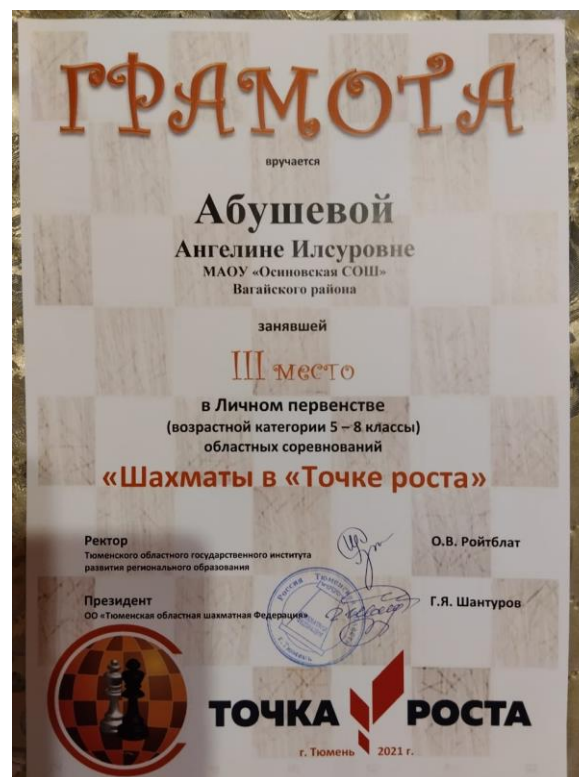 ГРАМОТА
вручается
Абушевой
Ангелине Илсуровне
МАОУ «Осиновская СОШ»
Вагайского района
занявшей
III место
в Личном первенстве
(возрастной категории 5 – 8 классы)
областных соревнований
«Шахматы в «Точке роста»
Ректор
Тюменского областного государственного института
развития регионального образования
О.В. Ройтблат
Президент
ОО «Тюменская областная шахматная Федерация»
Г.Я. Шантуров
Россия
г. Тюмень
ТОЧКА РОСТА
г. Тюмень 2021 г.